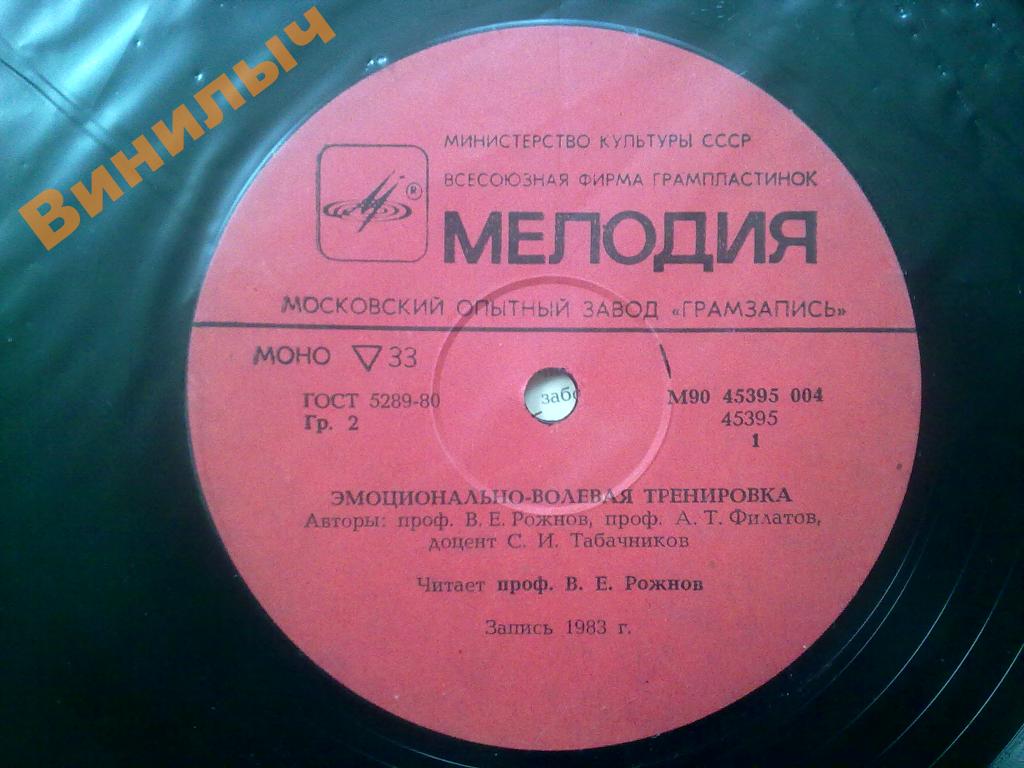 Винилыч
МИНИСТЕРСТВО КУЛЬТУРЫ СССР
ВСЕСОЮЗНАЯ ФИРМА ГРАМПЛАСТИНОК
®
МЕЛОДИЯ
МОСКОВСКИЙ ОПЫТНЫЙ ЗАВОД «ГРАМЗАПИСЬ»
МОНО ▽ 33
ГОСТ 5289-80
Гр. 2
забо
М90 45395 004
45395
1
ЭМОЦИОНАЛЬНО-ВОЛЕВАЯ ТРЕНИРОВКА
Авторы: проф. В. Е. Рожнов, проф. А. Т. Филатов,
доцент С. И. Табачников
Читает проф. В. Е. Рожнов
Запись 1983 г.